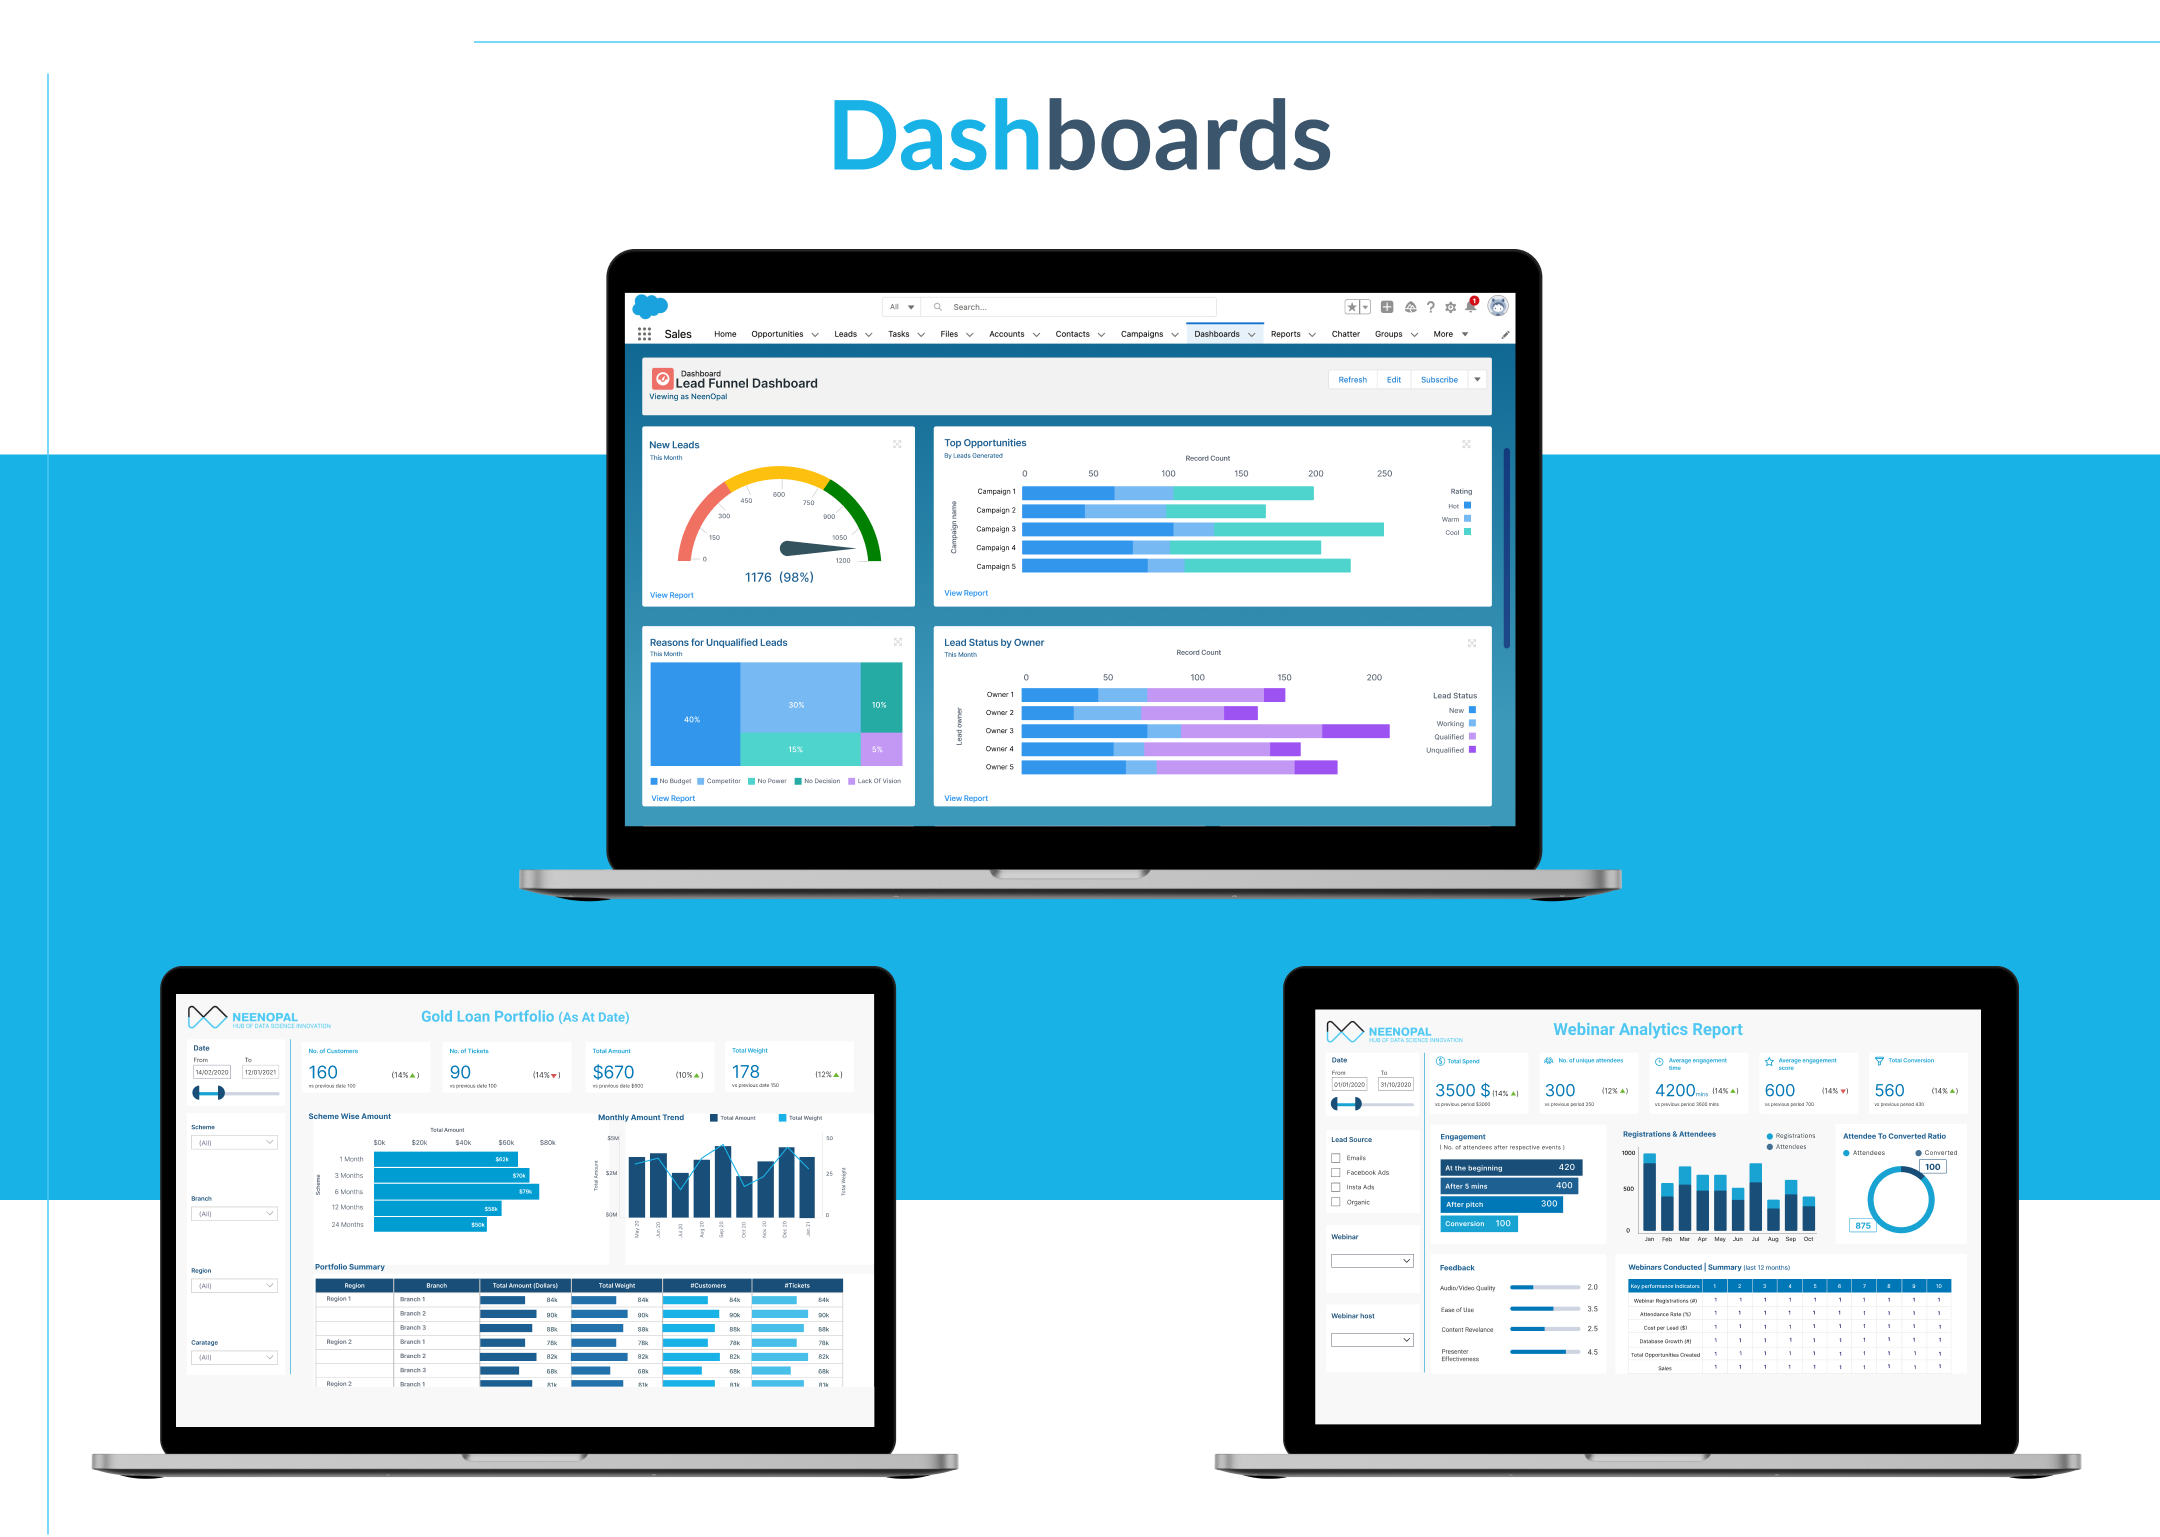 Dashboards
All
Search...
1
Sales Home Opportunities Leads Tasks Files Accounts Contacts Campaigns Dashboards Reports Chatter Groups More
Dashboard
Lead Funnel Dashboard
Viewing as NeenOpal
Refresh Edit Subscribe
New Leads
This Month
0 150 300 450 600 750 900 1050 1200
1176 (98%)
View Report
Top Opportunities
By Leads Generated
Record Count
0 50 100 150 200 250
Campaign name
Campaign 1
Campaign 2
Campaign 3
Campaign 4
Campaign 5
Rating
Hot
Warm
Cool
View Report
Reasons for Unqualified Leads
This Month
40% 30% 10%
15% 5%
No Budget Competitor No Power No Decision Lack Of Vision
View Report
Lead Status by Owner
This Month
Record Count
0 50 100 150 200
Lead owner
Owner 1
Owner 2
Owner 3
Owner 4
Owner 5
Lead Status
New
Working
Qualified
Unqualified
View Report
NEENOPAL
HUB OF DATA SCIENCE INNOVATION
Gold Loan Portfolio (As At Date)
Date
From To
14/02/2020 12/01/2021
Scheme
(All)
Branch
(All)
Region
(All)
Caratage
(All)
No. of Customers
160 (14% ▲)
vs previous date 100
No. of Tickets
90 (14% ▼)
vs previous date 100
Total Amount
$670 (10% ▲)
vs previous date $600
Total Weight
178 (12% ▲)
vs previous date 150
Scheme Wise Amount
Total Amount
$0k $20k $40k $60k $80k
Scheme
1 Month $62k
3 Months $70k
6 Months $79k
12 Months $58k
24 Months $50k
Monthly Amount Trend Total Amount Total Weight
$5M
$2M
$0M
Total Amount
50
25
0
Total Weight
May 20 Jun 20 Jul 20 Aug 20 Sep 20 Oct 20 Nov 20 Dec 20 Jan 21
Portfolio Summary
Region Branch Total Amount (Dollars) Total Weight #Customers #Tickets
Region 1 Branch 1 84k 84k 84k 84k
Branch 2 90k 90k 90k 90k
Branch 3 88k 88k 88k 88k
Region 2 Branch 1 78k 78k 78k 78k
Branch 2 82k 82k 82k 82k
Branch 3 68k 68k 68k 68k
Region 2 Branch 1 81k 81k 81k 81k
NEENOPAL
HUB OF DATA SCIENCE INNOVATION
Webinar Analytics Report
Date
From To
01/01/2020 31/10/2020
Lead Source
Emails
Facebook Ads
Insta Ads
Organic
Webinar
Webinar host
Total Spend
3500 $ (14% ▲)
vs previous period $3000
No. of unique attendees
300 (12% ▲)
vs previous period 250
Average engagement
time
4200 mins (14% ▲)
vs previous period 3600 mins
Average engagement
score
600 (14% ▼)
vs previous period 700
Total Conversion
560 (14% ▲)
vs previous period 430
Engagement
( No. of attendees after respective events )
At the beginning 420
After 5 mins 400
After pitch 300
Conversion 100
Registrations & Attendees
Registrations
Attendees
1000
500
0
Jan Feb Mar Apr May Jun Jul Aug Sep Oct
Attendee To Converted Ratio
Attendees Converted
100
875
Feedback
Audio/Video Quality 2.0
Ease of Use 3.5
Content Revelance 2.5
Presenter
Effectiveness 4.5
Webinars Conducted | Summary (last 12 months)
Key performance Indicators 1 2 3 4 5 6 7 8 9 10
Webinar Registrations (#) 1 1 1 1 1 1 1 1 1 1
Attendance Rate (%) 1 1 1 1 1 1 1 1 1 1
Cost per Lead ($) 1 1 1 1 1 1 1 1 1 1
Database Growth (#) 1 1 1 1 1 1 1 1 1 1
Total Opportunities Created 1 1 1 1 1 1 1 1 1 1
Sales 1 1 1 1 1 1 1 1 1 1